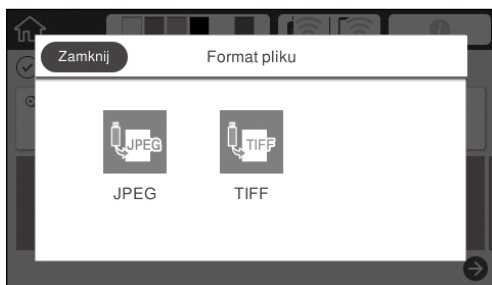 Zamknij
Format pliku
JPEG
TIFF
JPEG
TIFF